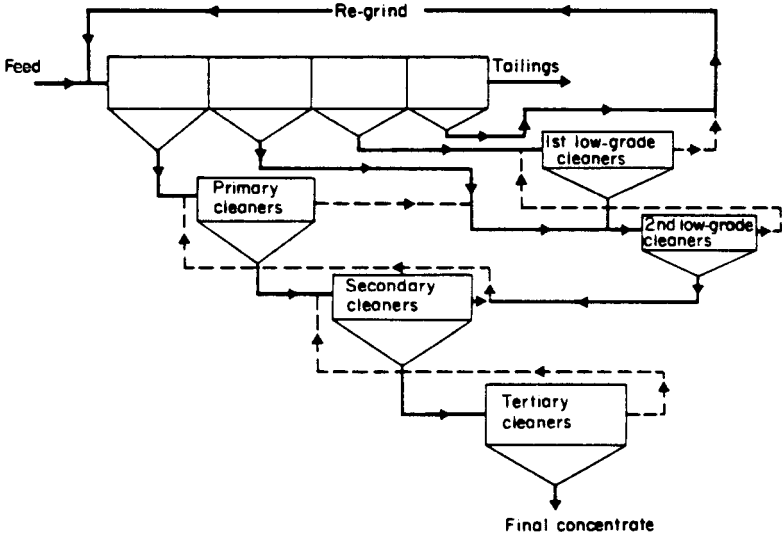 Re-grind
Feed
Tailings
1st low-grade
cleaners
Primary
cleaners
2nd low-grade
cleaners
Secondary
cleaners
Tertiary
cleaners
Final concentrate